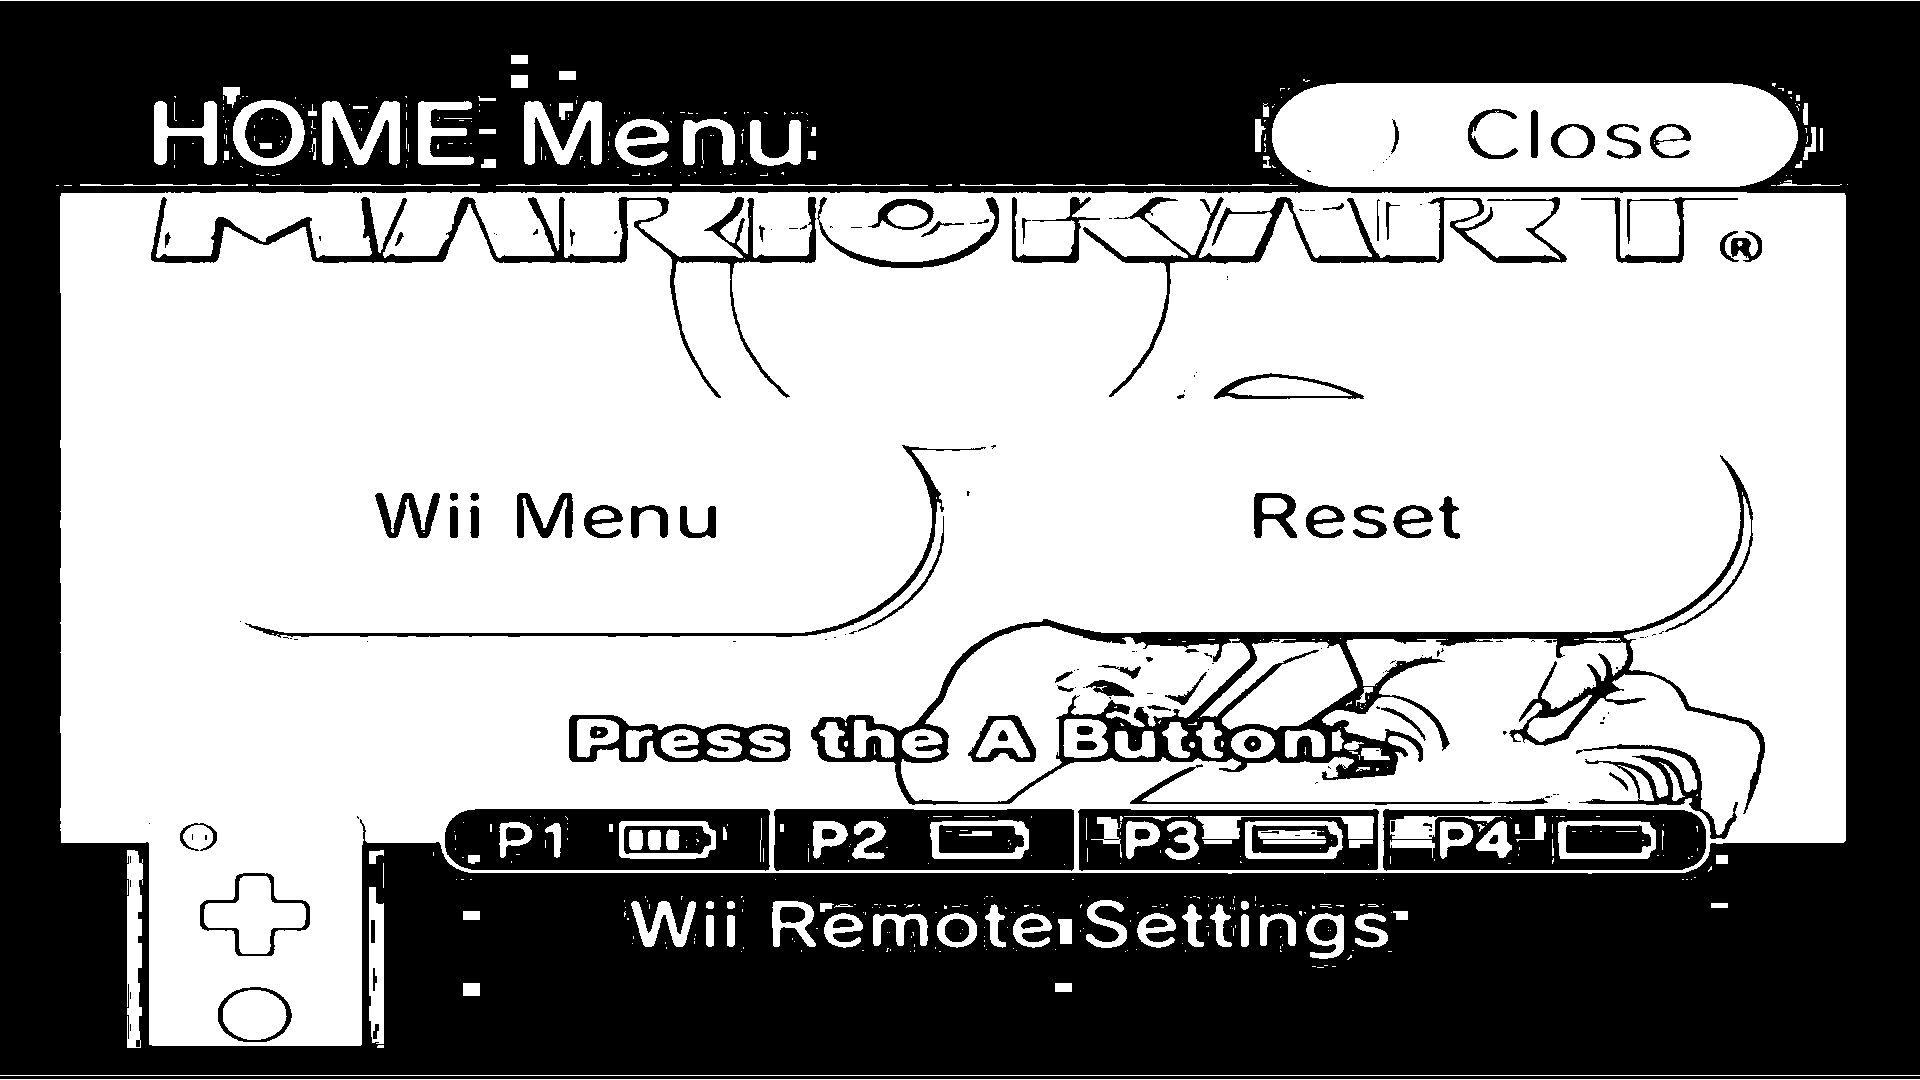 HOME Menu
Close
MARIOKART®
Wii Menu
Reset
Press the A Button
P1 P2 P3 P4
Wii Remote Settings